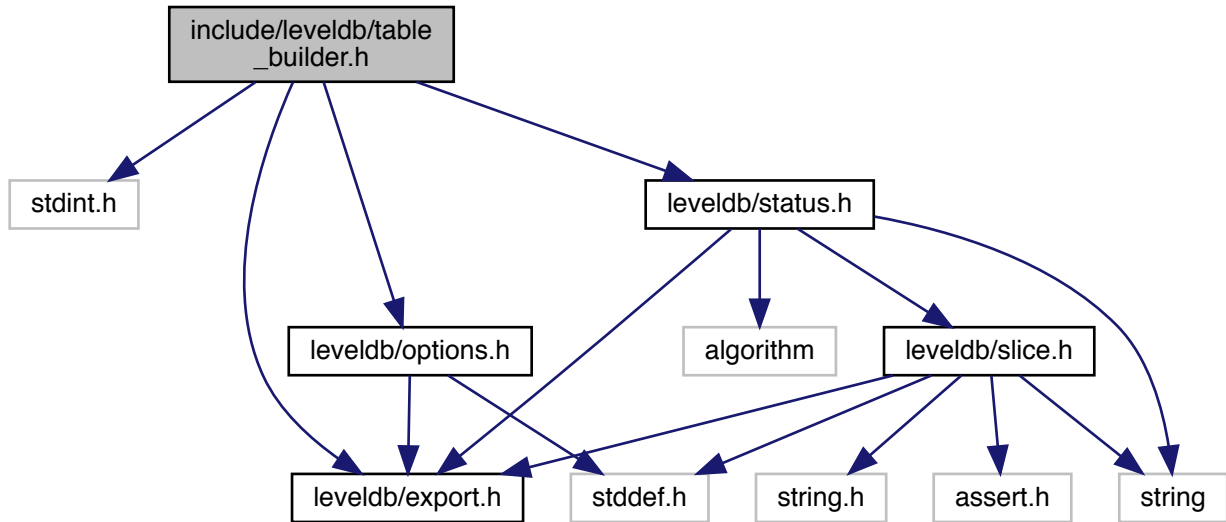 include/leveldb/table
_builder.h
stdint.h
leveldb/status.h
leveldb/options.h
algorithm
leveldb/slice.h
leveldb/export.h
stddef.h
string.h
assert.h
string